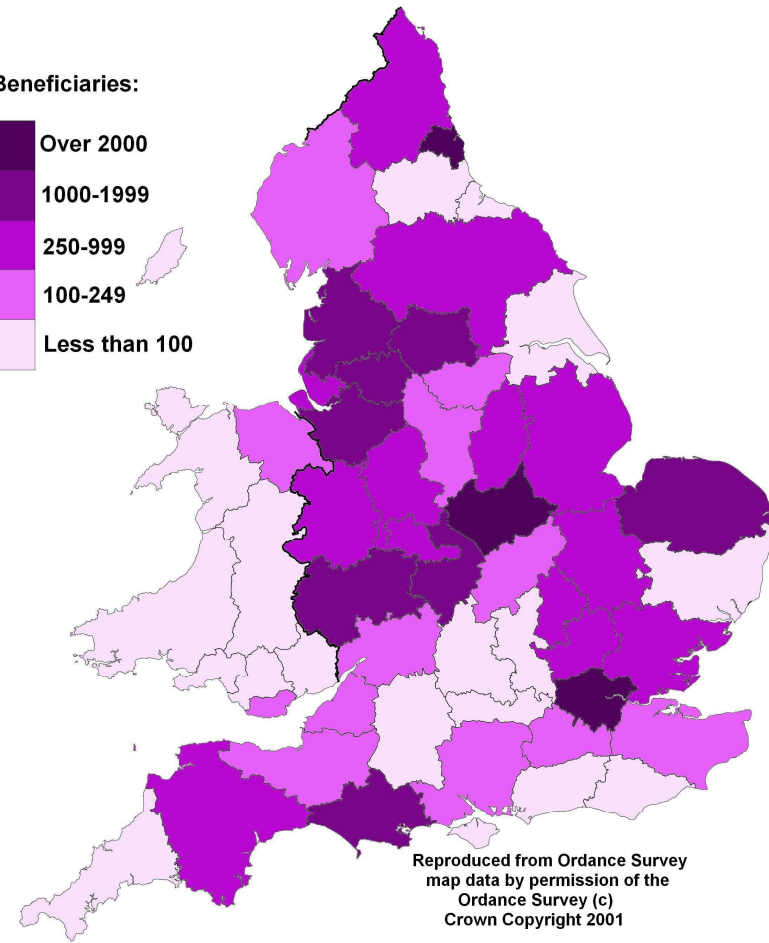 Beneficiaries:
Over 2000
1000-1999
250-999
100-249
Less than 100
Reproduced from Ordance Survey
map data by permission of the
Ordance Survey (c)
Crown Copyright 2001